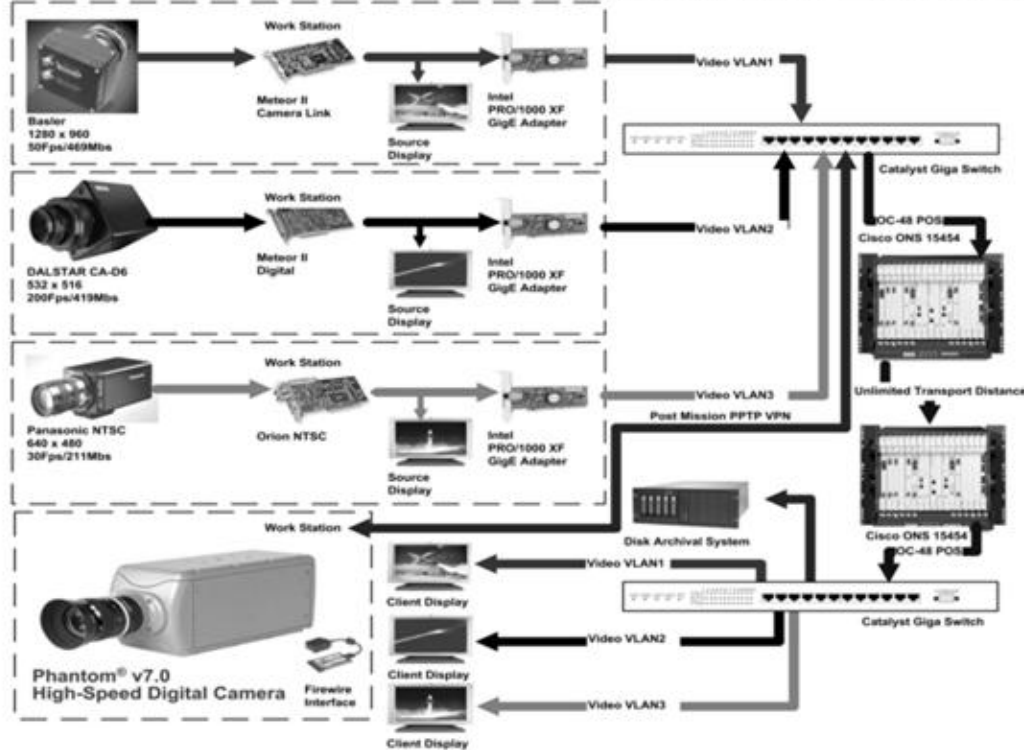 Work Station
Basler
1280 x 960
50Fps/469Mbs
Meteor II
Camera Link
Source
Display
Intel
PRO/1000 XF
GigE Adapter
Video VLAN1
Catalyst Giga Switch
Work Station
DALSTAR CA-D6
532 x 516
200Fps/419Mbs
Meteor II
Digital
Source
Display
Intel
PRO/1000 XF
GigE Adapter
Video VLAN2
OC-48 POS
Cisco ONS 15454
Work Station
Panasonic NTSC
640 x 480
30Fps/211Mbs
Orion NTSC
Source
Display
Intel
PRO/1000 XF
GigE Adapter
Video VLAN3
Unlimited Transport Distance
Post Mission PPTP VPN
Work Station
Disk Archival System
Cisco ONS 15454
OC-48 POS
Video VLAN1
Client Display
Catalyst Giga Switch
Video VLAN2
Client Display
Phantom® v7.0
High-Speed Digital Camera
Firewire
Interface
Video VLAN3
Client Display